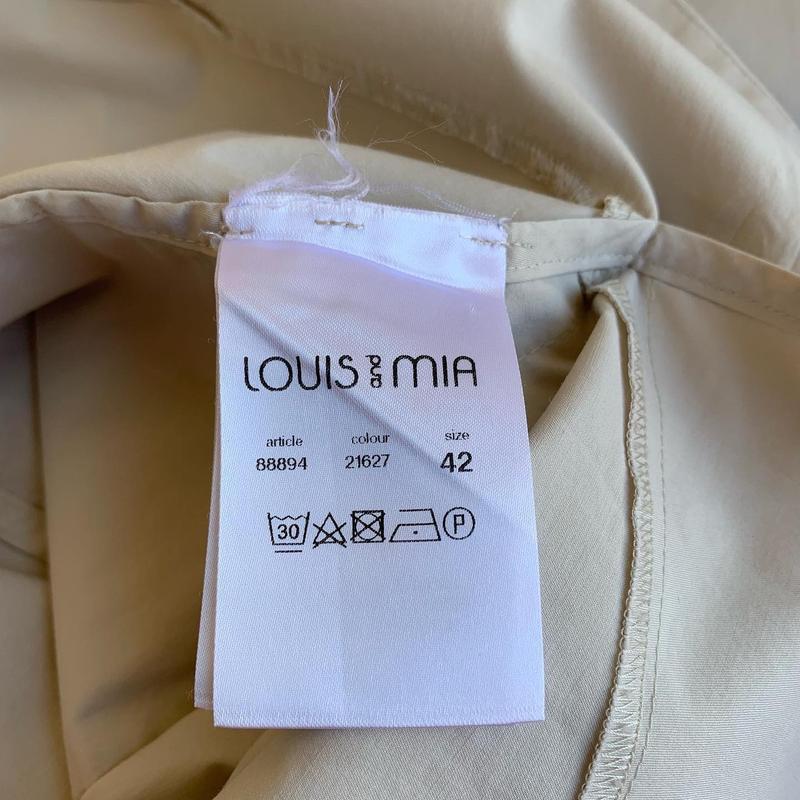 LOUIS and MIA
article colour size
88894 21627 42
30 P